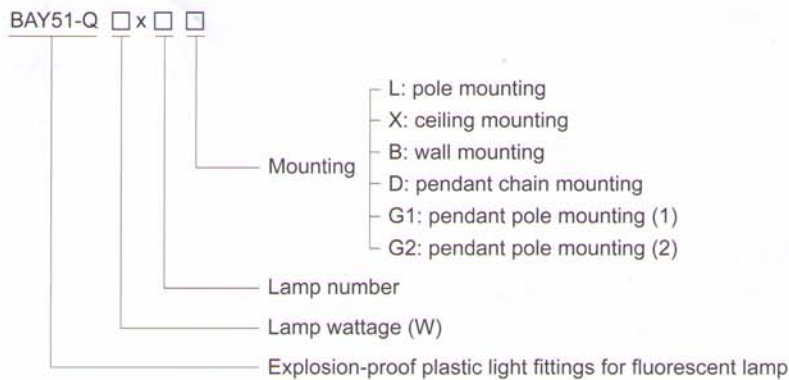 BAY51-Q □ x □ □
L: pole mounting
X: ceiling mounting
B: wall mounting
Mounting
D: pendant chain mounting
G1: pendant pole mounting (1)
G2: pendant pole mounting (2)
Lamp number
Lamp wattage (W)
Explosion-proof plastic light fittings for fluorescent lamp